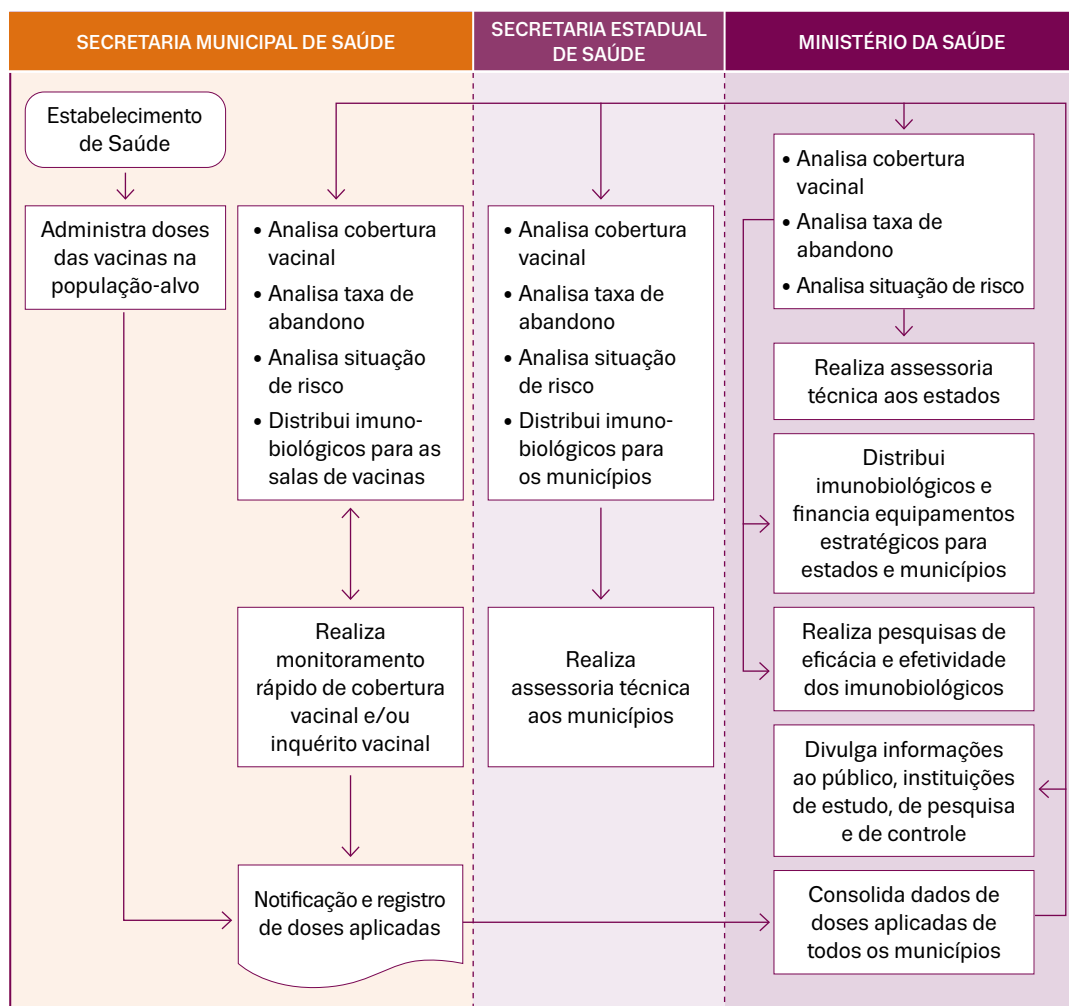 SECRETARIA MUNICIPAL DE SAÚDE
SECRETARIA ESTADUAL
DE SAÚDE
MINISTÉRIO DA SAÚDE
Estabelecimento
de Saúde
Administra doses
das vacinas na
população-alvo
• Analisa cobertura
vacinal
• Analisa taxa de
abandono
• Analisa situação
de risco
• Distribui imuno-
biológicos para as
salas de vacinas
Realiza
monitoramento
rápido de cobertura
vacinal e/ou
inquérito vacinal
Notificação e registro
de doses aplicadas
• Analisa cobertura
vacinal
• Analisa taxa de
abandono
• Analisa situação
de risco
• Distribui imuno-
biológicos para
os municípios
Realiza
assessoria técnica
aos municípios
• Analisa cobertura
vacinal
• Analisa taxa de
abandono
• Analisa situação de risco
Realiza assessoria
técnica aos estados
Distribui
imunobiológicos e
financia equipamentos
estratégicos para
estados e municípios
Realiza pesquisas de
eficácia e efetividade
dos imunobiológicos
Divulga informações
ao público, instituições
de estudo, de pesquisa
e de controle
Consolida dados de
doses aplicadas de
todos os municípios